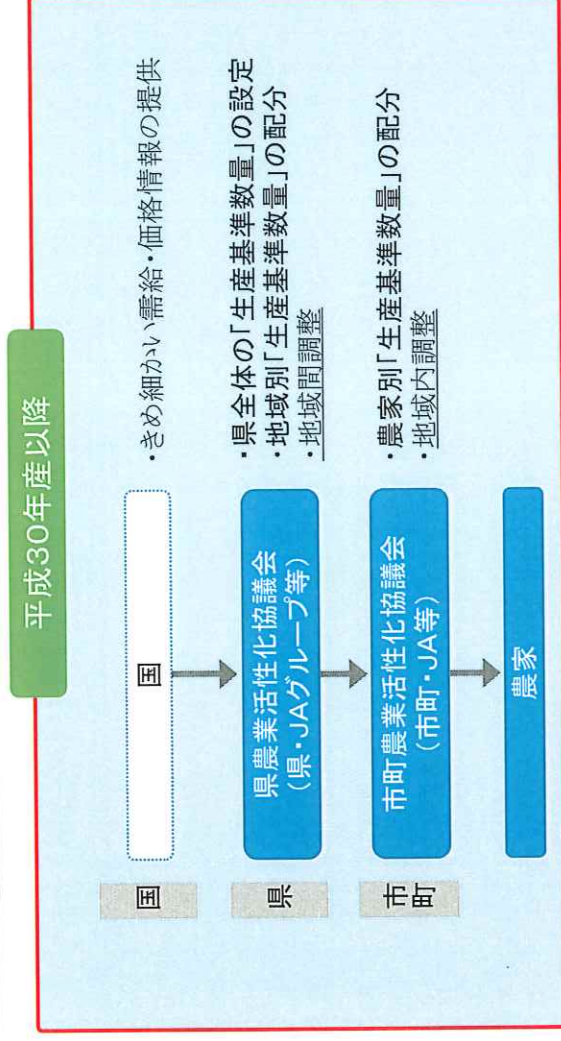 平成30年産以降
国
国
・きめ細かい需給・価格情報の提供
県
県農業活性化協議会
(県・JAグループ等)
・県全体の「生産基準数量」の設定
・地域別「生産基準数量」の配分
・地域間調整
市町
市町農業活性化協議会
(市町・JA等)
・農家別「生産基準数量」の配分
・地域内調整
農家